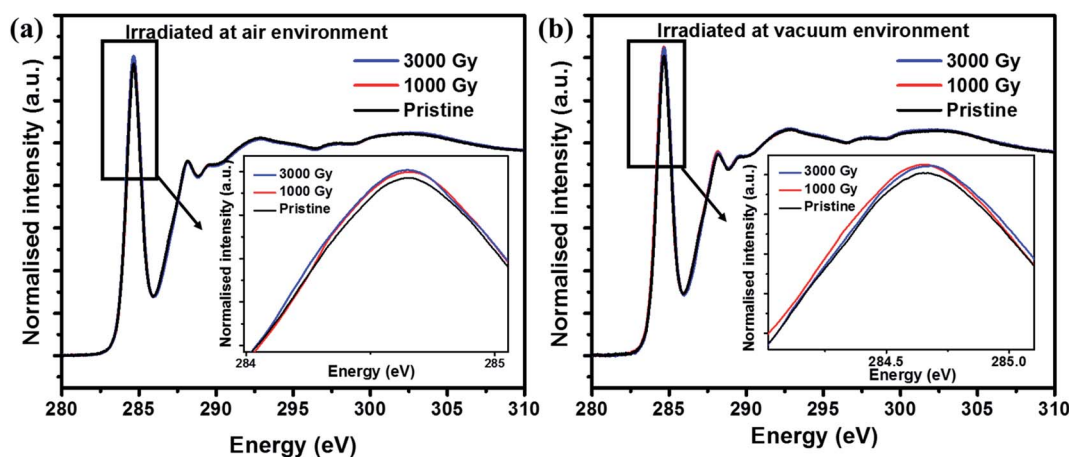 (a)
Irradiated at air environment
3000 Gy
1000 Gy
Pristine
Normalised intensity (a.u.)
Normalised intensity (a.u.)
3000 Gy
1000 Gy
Pristine
284 285
Energy (eV)
280 285 290 295 300 305 310
Energy (eV)
(b)
Irradiated at vacuum environment
3000 Gy
1000 Gy
Pristine
Normalised intensity (a.u.)
Normalised intensity (a.u.)
3000 Gy
1000 Gy
Pristine
284.5 285.0
Energy (eV)
280 285 290 295 300 305 310
Energy (eV)